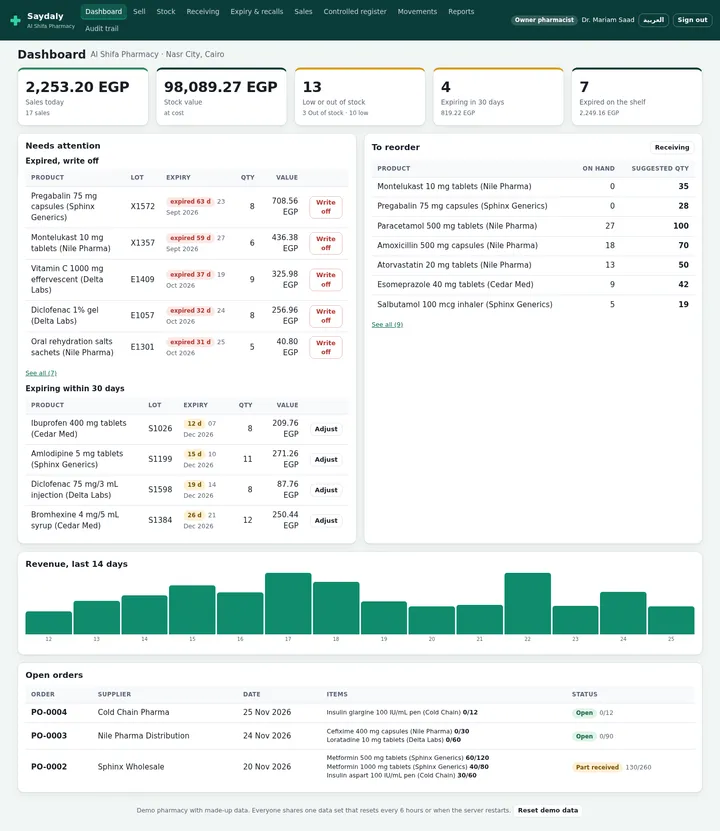 Saydaly
Al Shifa Pharmacy
Dashboard Sell Stock Receiving Expiry & recalls Sales Controlled register Movements Reports
Audit trail
Owner pharmacist Dr. Mariam Saad العربية Sign out
Dashboard Al Shifa Pharmacy · Nasr City, Cairo
2,253.20 EGP
Sales today
17 sales
98,089.27 EGP
Stock value
at cost
13
Low or out of stock
3 Out of stock · 10 low
4
Expiring in 30 days
819.22 EGP
7
Expired on the shelf
2,249.16 EGP
Needs attention
Expired, write off
PRODUCT LOT EXPIRY QTY VALUE
Pregabalin 75 mg capsules (Sphinx Generics) X1572 expired 63 d 23 Sept 2026 8 708.56 EGP Write off
Montelukast 10 mg tablets (Nile Pharma) X1357 expired 59 d 27 Sept 2026 6 436.38 EGP Write off
Vitamin C 1000 mg effervescent (Delta Labs) E1409 expired 37 d 19 Oct 2026 9 325.98 EGP Write off
Diclofenac 1% gel (Delta Labs) E1057 expired 32 d 24 Oct 2026 8 256.96 EGP Write off
Oral rehydration salts sachets (Nile Pharma) E1301 expired 31 d 25 Oct 2026 5 40.80 EGP Write off
See all (7)
Expiring within 30 days
PRODUCT LOT EXPIRY QTY VALUE
Ibuprofen 400 mg tablets (Cedar Med) S1026 12 d 07 Dec 2026 8 209.76 EGP Adjust
Amlodipine 5 mg tablets (Sphinx Generics) S1199 15 d 10 Dec 2026 11 271.26 EGP Adjust
Diclofenac 75 mg/3 mL injection (Delta Labs) S1598 19 d 14 Dec 2026 8 87.76 EGP Adjust
Bromhexine 4 mg/5 mL syrup (Cedar Med) S1384 26 d 21 Dec 2026 12 250.44 EGP Adjust
To reorder Receiving
PRODUCT ON HAND SUGGESTED QTY
Montelukast 10 mg tablets (Nile Pharma) 0 35
Pregabalin 75 mg capsules (Sphinx Generics) 0 28
Paracetamol 500 mg tablets (Nile Pharma) 27 100
Amoxicillin 500 mg capsules (Nile Pharma) 18 70
Atorvastatin 20 mg tablets (Nile Pharma) 13 50
Esomeprazole 40 mg tablets (Cedar Med) 9 42
Salbutamol 100 mcg inhaler (Sphinx Generics) 5 19
See all (9)
Revenue, last 14 days
12 13 14 15 16 17 18 19 20 21 22 23 24 25
Open orders
ORDER SUPPLIER DATE ITEMS STATUS
PO-0004 Cold Chain Pharma 25 Nov 2026 Insulin glargine 100 IU/mL pen (Cold Chain) 0/12 Open 0/12
PO-0003 Nile Pharma Distribution 24 Nov 2026 Cefixime 400 mg capsules (Nile Pharma) 0/30 Open 0/90
Loratadine 10 mg tablets (Delta Labs) 0/60
PO-0002 Sphinx Wholesale 20 Nov 2026 Metformin 500 mg tablets (Sphinx Generics) 60/120 Part received 130/260
Metformin 1000 mg tablets (Sphinx Generics) 40/80
Insulin aspart 100 IU/mL pen (Cold Chain) 30/60
Demo pharmacy with made-up data. Everyone shares one data set that resets every 6 hours or when the server restarts. Reset demo data